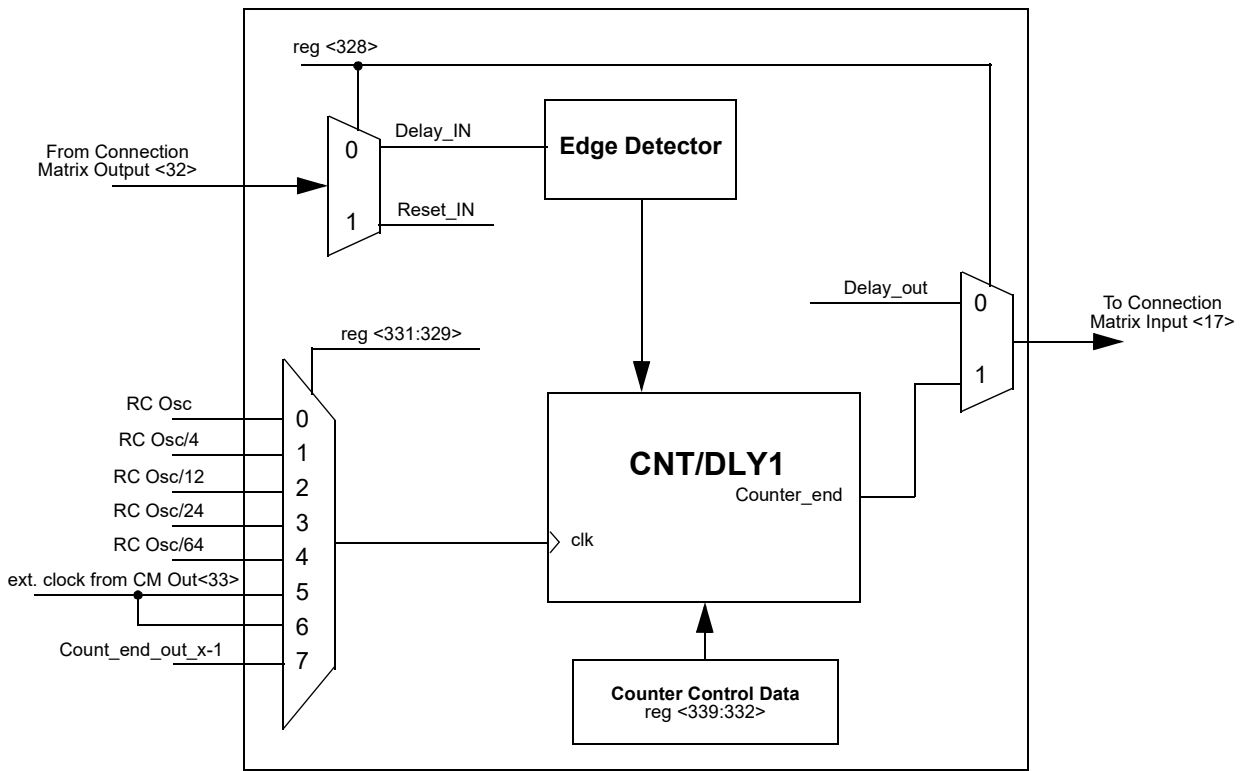 reg <328>
From Connection
Matrix Output <32>
0
1
Delay_IN
Reset_IN
Edge Detector
Delay_out
0
1
To Connection
Matrix Input <17>
reg <331:329>
RC Osc
RC Osc/4
RC Osc/12
RC Osc/24
RC Osc/64
ext. clock from CM Out<33>
Count_end_out_x-1
0
1
2
3
4
5
6
7
CNT/DLY1
Counter_end
clk
Counter Control Data
reg <339:332>